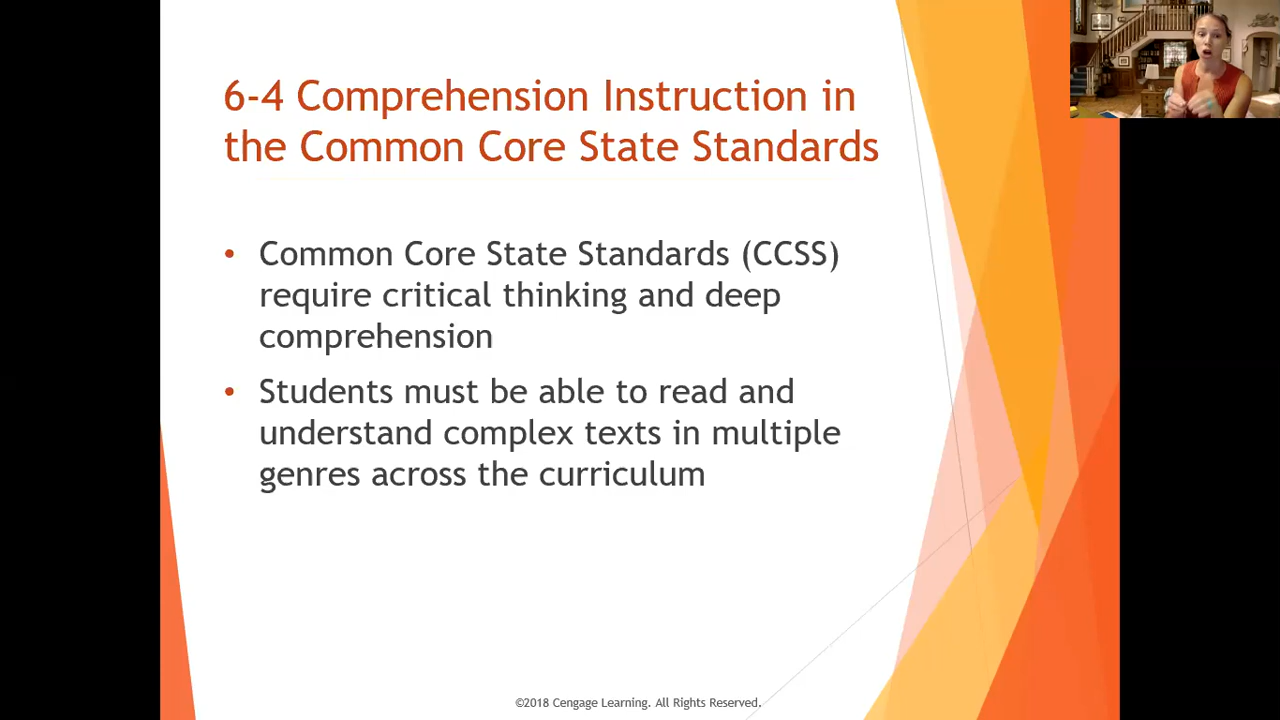 6-4 Comprehension Instruction in
the Common Core State Standards
• Common Core State Standards (CCSS)
require critical thinking and deep
comprehension
• Students must be able to read and
understand complex texts in multiple
genres across the curriculum
©2018 Cengage Learning. All Rights Reserved.